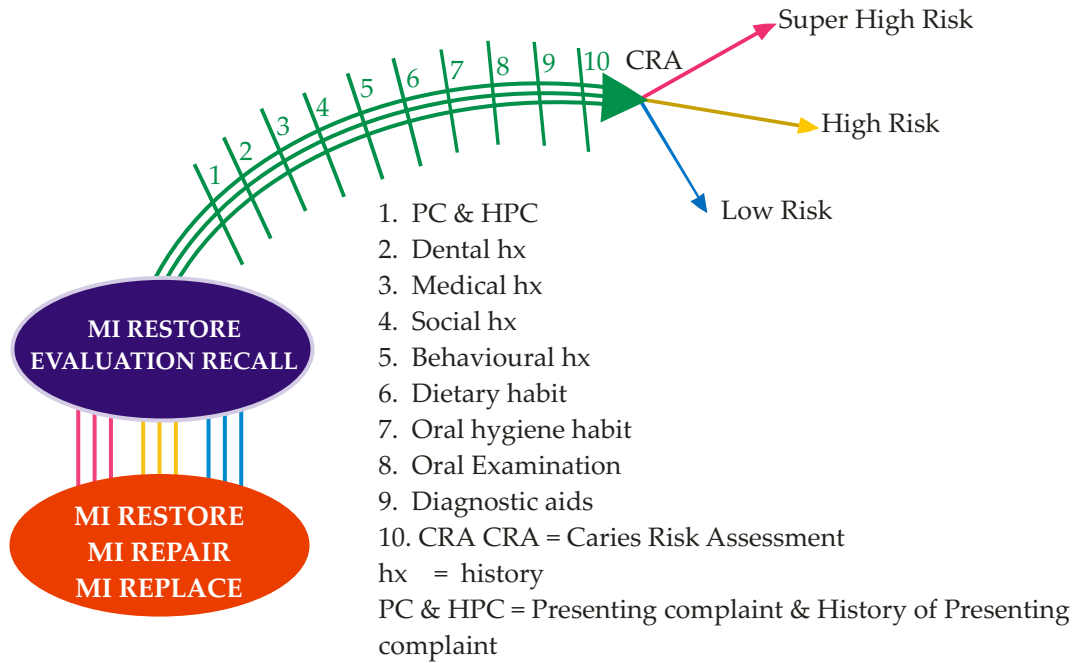 Super High Risk
10 CRA
9
8
7
6
5
4
3
2
1
High Risk
Low Risk
1. PC & HPC
2. Dental hx
3. Medical hx
4. Social hx
5. Behavioural hx
6. Dietary habit
7. Oral hygiene habit
8. Oral Examination
9. Diagnostic aids
10. CRA CRA = Caries Risk Assessment
hx = history
PC & HPC = Presenting complaint & History of Presenting
complaint
MI RESTORE
EVALUATION RECALL
MI RESTORE
MI REPAIR
MI REPLACE